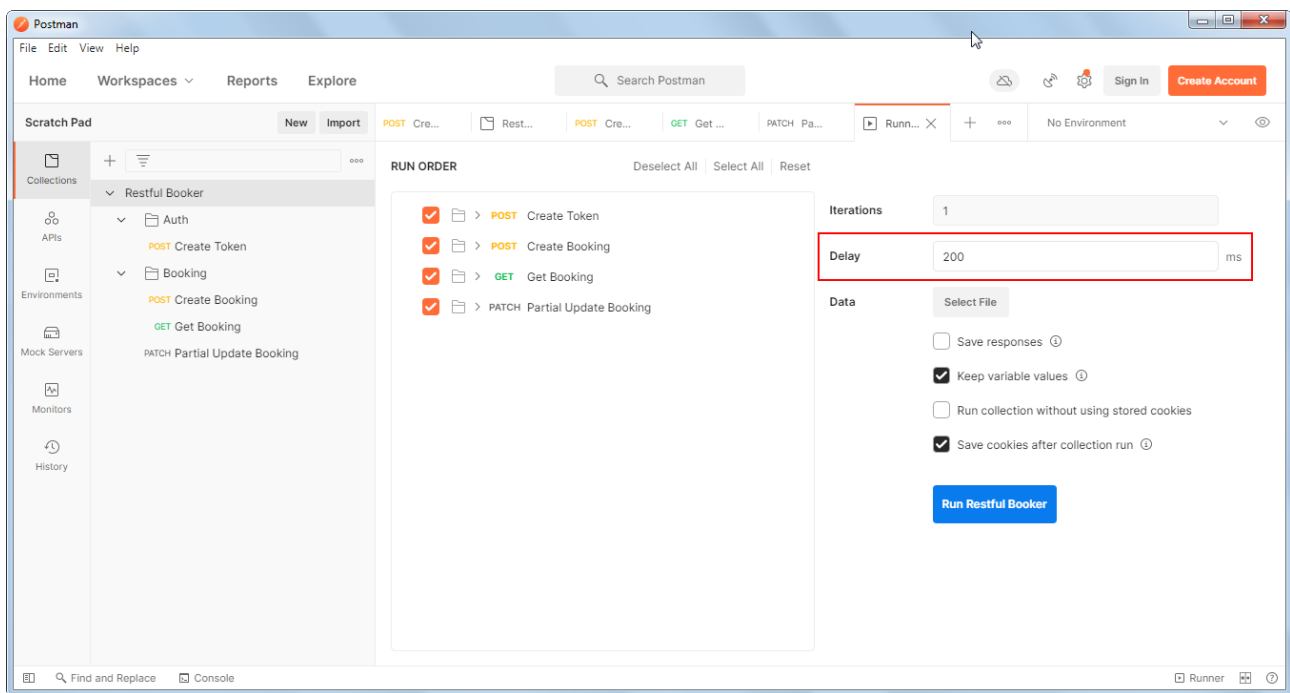 Postman
File Edit View Help
Home Workspaces Reports Explore Search Postman Sign In Create Account
Scratch Pad New Import POST Cre... Rest... POST Cre... GET Get ... PATCH Pa... Runn... No Environment
Collections
APIs
Environments
Mock Servers
Monitors
History
Restful Booker
Auth
POST Create Token
Booking
POST Create Booking
GET Get Booking
PATCH Partial Update Booking
RUN ORDER Deselect All Select All Reset
POST Create Token
POST Create Booking
GET Get Booking
PATCH Partial Update Booking
Iterations 1
Delay 200 ms
Data Select File
Save responses
Keep variable values
Run collection without using stored cookies
Save cookies after collection run
Run Restful Booker
Find and Replace Console Runner